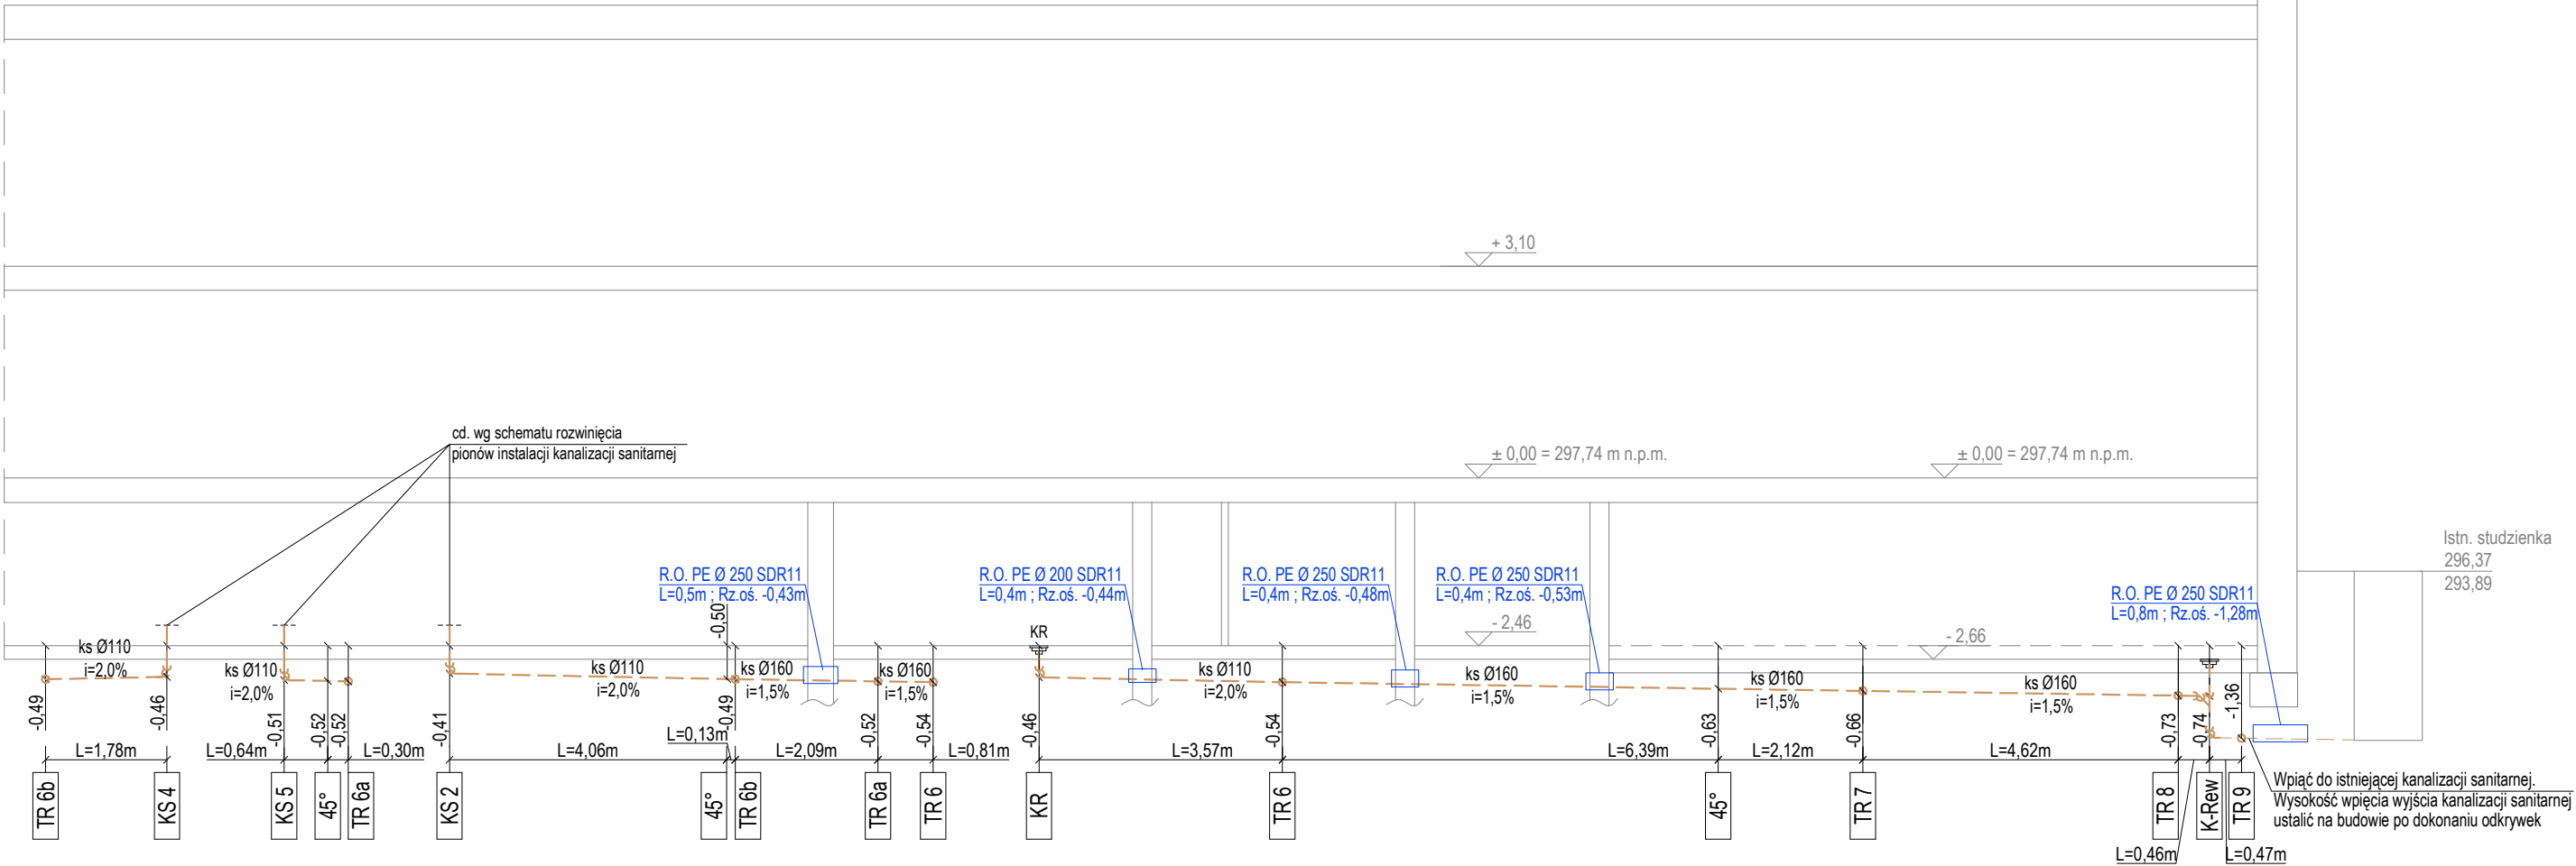 + 3,10
cd. wg schematu rozwinięcia
pionów instalacji kanalizacji sanitarnej
± 0,00 = 297,74 m n.p.m.
± 0,00 = 297,74 m n.p.m.
Istn. studzienka
296,37
293,89
R.O. PE Ø 250 SDR11
L=0,5m ; Rz.oś. -0,43m
R.O. PE Ø 200 SDR11
L=0,4m ; Rz.oś. -0,44m
R.O. PE Ø 250 SDR11
L=0,4m ; Rz.oś. -0,48m
R.O. PE Ø 250 SDR11
L=0,4m ; Rz.oś. -0,53m
R.O. PE Ø 250 SDR11
L=0,8m ; Rz.oś. -1,28m
- 2,46
- 2,66
KR
ks Ø110
i=2,0%
ks Ø110
i=2,0%
ks Ø110
i=2,0%
ks Ø160
i=1,5%
ks Ø160
i=1,5%
ks Ø110
i=2,0%
ks Ø160
i=1,5%
ks Ø160
i=1,5%
ks Ø160
i=1,5%
-0,49
-0,46
-0,51
-0,52
-0,52
-0,41
-0,50
-0,49
-0,52
-0,54
-0,46
-0,54
-0,63
-0,66
-0,73
-0,74
-1,36
L=1,78m
L=0,64m
L=0,30m
L=4,06m
L=0,13m
L=2,09m
L=0,81m
L=3,57m
L=6,39m
L=2,12m
L=4,62m
TR 6b
KS 4
KS 5
45°
TR 6a
KS 2
45°
TR 6b
TR 6a
TR 6
KR
TR 6
45°
TR 7
TR 8
K-Rew
TR 9
Wpiąć do istniejącej kanalizacji sanitarnej.
Wysokość wpięcia wyjścia kanalizacji sanitarnej
ustalić na budowie po dokonaniu odkrywek
L=0,46m
L=0,47m